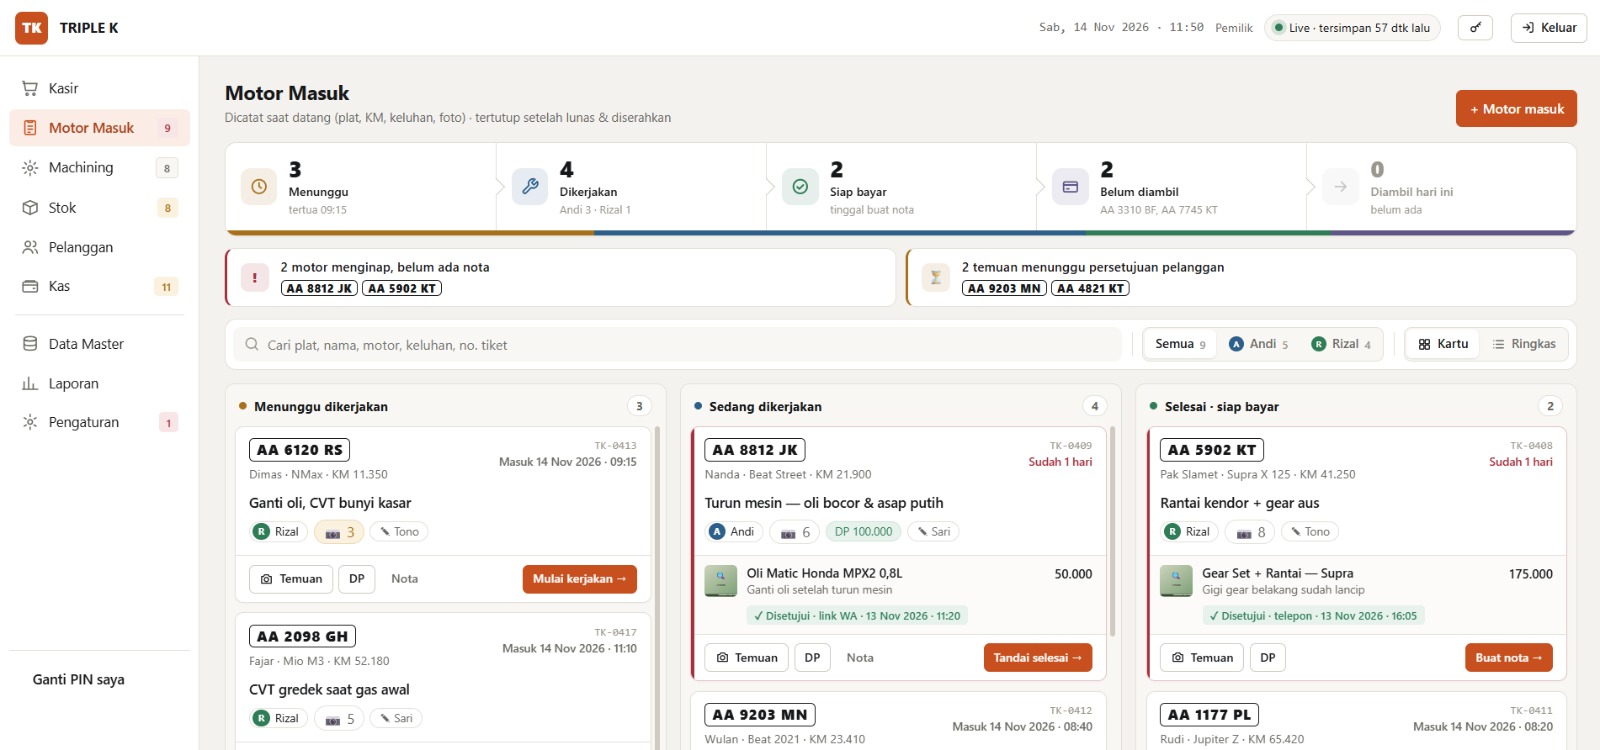 TK TRIPLE K
Sab, 14 Nov 2026 · 11:50 Pemilik Live · tersimpan 57 dtk lalu Keluar
Kasir
Motor Masuk 9
Machining 8
Stok 8
Pelanggan
Kas 11
Data Master
Laporan
Pengaturan 1
Ganti PIN saya
Motor Masuk
Dicatat saat datang (plat, KM, keluhan, foto) · tertutup setelah lunas & diserahkan
+ Motor masuk
3
Menunggu
tertua 09:15
4
Dikerjakan
Andi 3 · Rizal 1
2
Siap bayar
tinggal buat nota
2
Belum diambil
AA 3310 BF, AA 7745 KT
0
Diambil hari ini
belum ada
! 2 motor menginap, belum ada nota
AA 8812 JK AA 5902 KT
2 temuan menunggu persetujuan pelanggan
AA 9203 MN AA 4821 KT
Cari plat, nama, motor, keluhan, no. tiket
Semua 9 A Andi 5 R Rizal 4 Kartu Ringkas
Menunggu dikerjakan 3
AA 6120 RS TK-0413
Masuk 14 Nov 2026 · 09:15
Dimas · NMax · KM 11.350
Ganti oli, CVT bunyi kasar
R Rizal 3 Tono
Temuan DP Nota Mulai kerjakan →
AA 2098 GH TK-0417
Masuk 14 Nov 2026 · 11:10
Fajar · Mio M3 · KM 52.180
CVT gredek saat gas awal
R Rizal 5 Sari
Sedang dikerjakan 4
AA 8812 JK TK-0409
Sudah 1 hari
Nanda · Beat Street · KM 21.900
Turun mesin — oli bocor & asap putih
A Andi 6 DP 100.000 Sari
Oli Matic Honda MPX2 0,8L 50.000
Ganti oli setelah turun mesin
✓ Disetujui · link WA · 13 Nov 2026 · 11:20
Temuan DP Nota Tandai selesai →
AA 9203 MN TK-0412
Masuk 14 Nov 2026 · 08:40
Wulan · Beat 2021 · KM 23.410
Selesai · siap bayar 2
AA 5902 KT TK-0408
Sudah 1 hari
Pak Slamet · Supra X 125 · KM 41.250
Rantai kendor + gear aus
R Rizal 8 Tono
Gear Set + Rantai — Supra 175.000
Gigi gear belakang sudah lancip
✓ Disetujui · telepon · 13 Nov 2026 · 16:05
Temuan DP Buat nota →
AA 1177 PL TK-0411
Masuk 14 Nov 2026 · 08:20
Rudi · Jupiter Z · KM 65.420